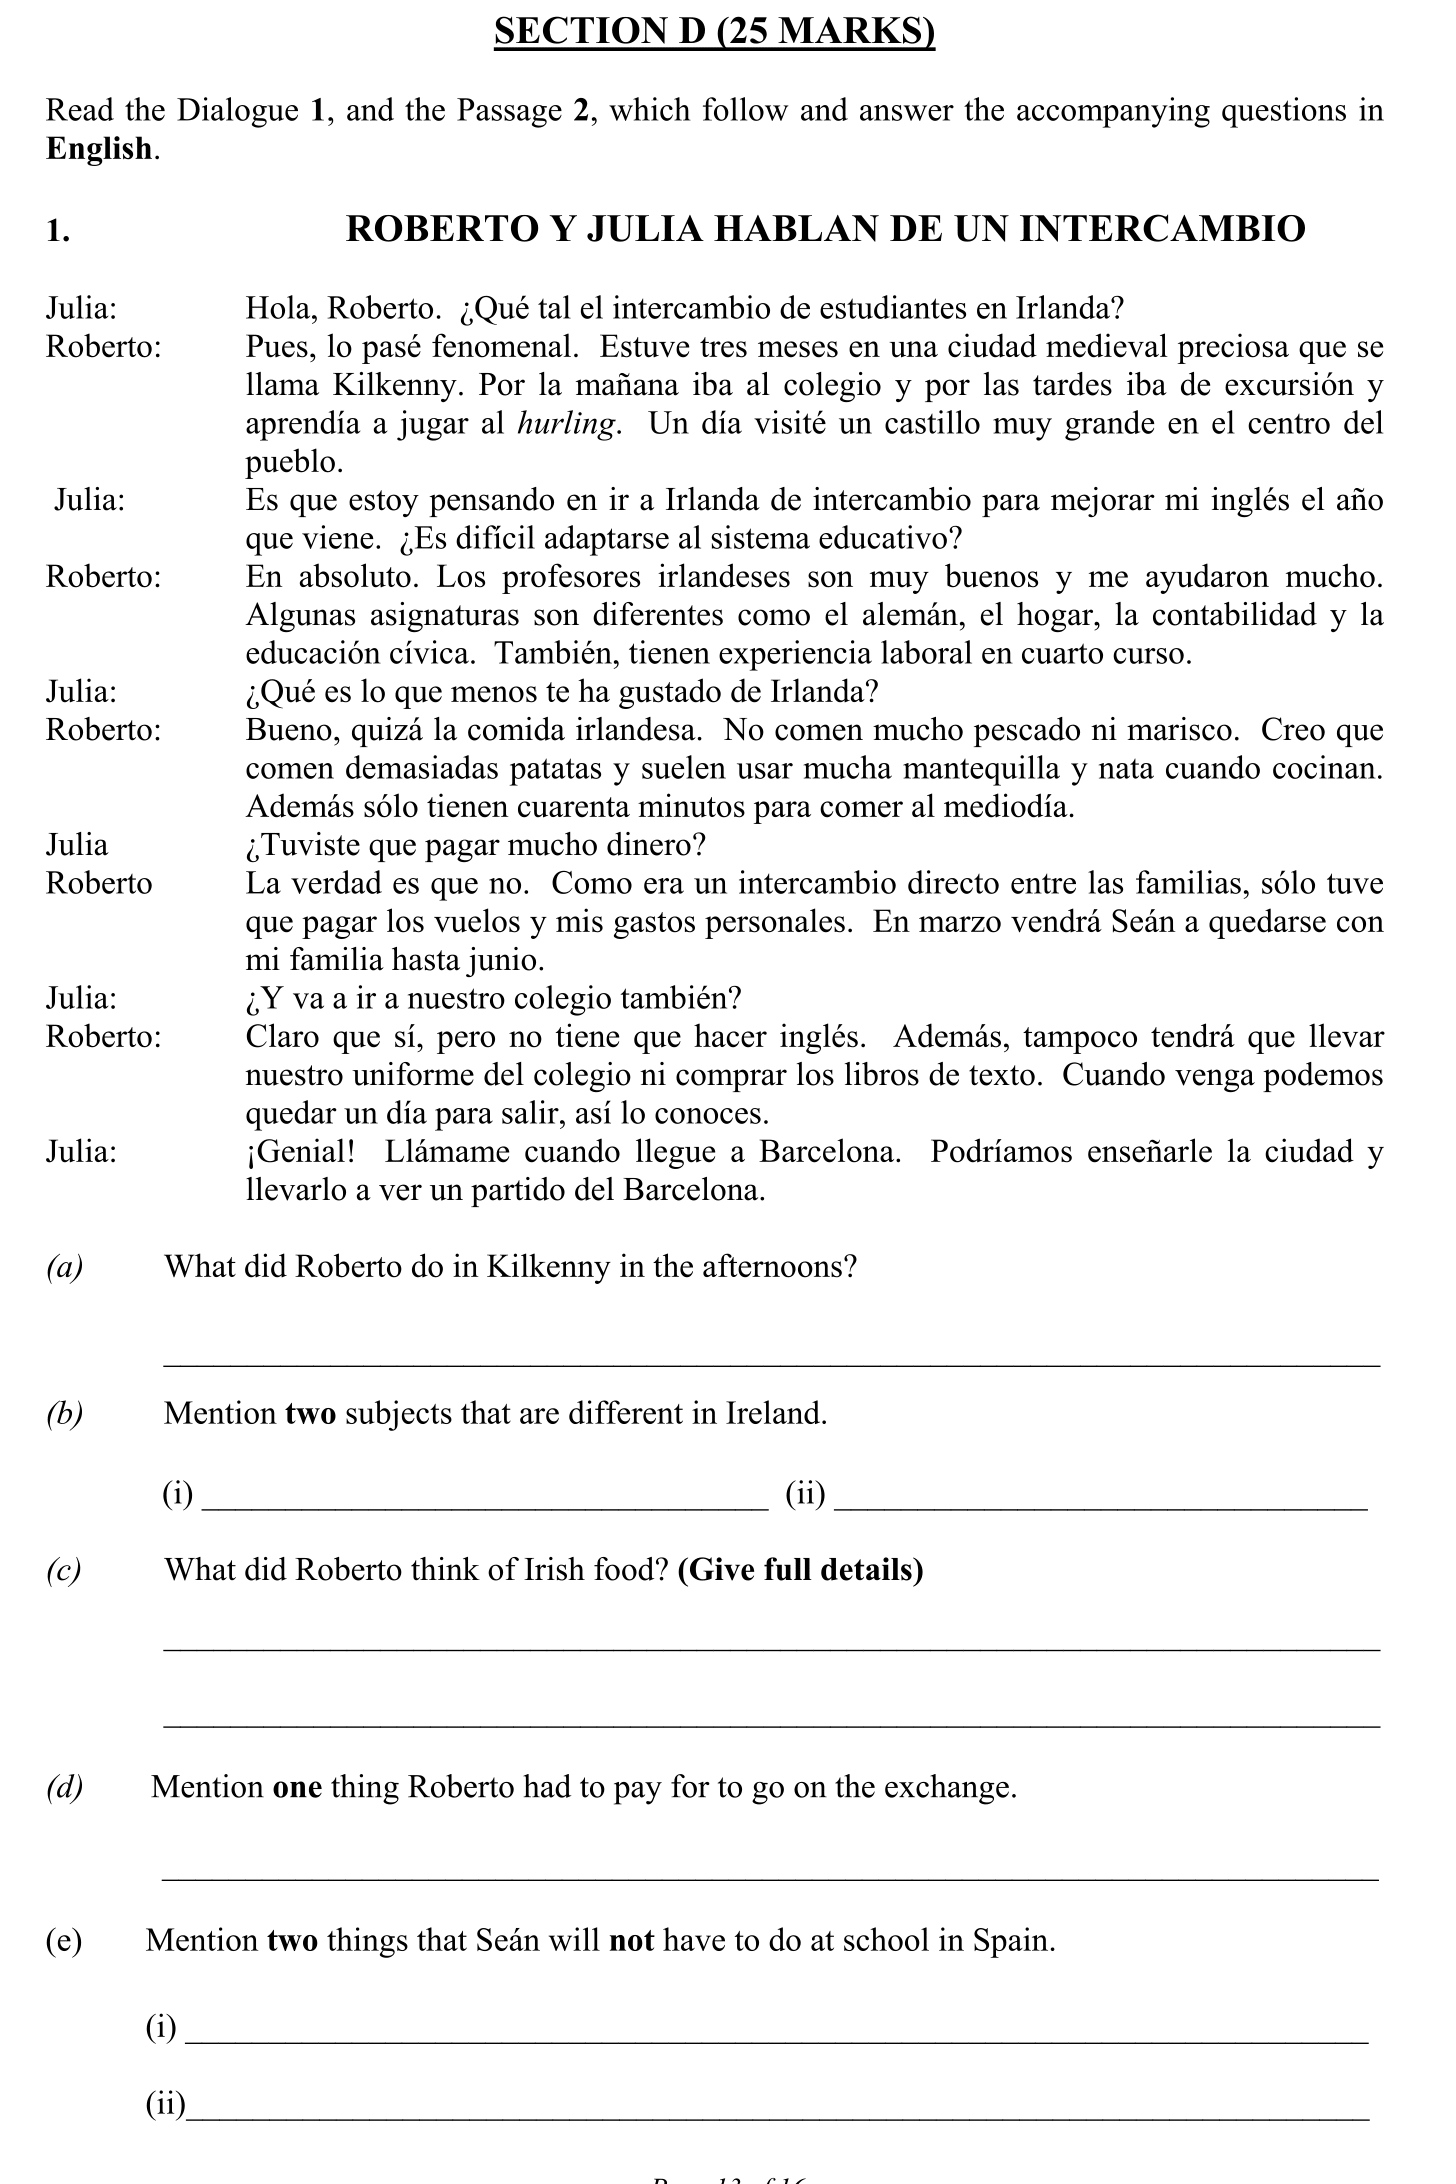 SECTION D (25 MARKS)
Read the Dialogue 1, and the Passage 2, which follow and answer the accompanying questions in
English.
1. ROBERTO Y JULIA HABLAN DE UN INTERCAMBIO
Julia: Hola, Roberto. ¿Qué tal el intercambio de estudiantes en Irlanda?
Roberto: Pues, lo pasé fenomenal. Estuve tres meses en una ciudad medieval preciosa que se
llama Kilkenny. Por la mañana iba al colegio y por las tardes iba de excursión y
aprendía a jugar al hurling. Un día visité un castillo muy grande en el centro del
pueblo.
Julia: Es que estoy pensando en ir a Irlanda de intercambio para mejorar mi inglés el año
que viene. ¿Es difícil adaptarse al sistema educativo?
Roberto: En absoluto. Los profesores irlandeses son muy buenos y me ayudaron mucho.
Algunas asignaturas son diferentes como el alemán, el hogar, la contabilidad y la
educación cívica. También, tienen experiencia laboral en cuarto curso.
Julia: ¿Qué es lo que menos te ha gustado de Irlanda?
Roberto: Bueno, quizá la comida irlandesa. No comen mucho pescado ni marisco. Creo que
comen demasiadas patatas y suelen usar mucha mantequilla y nata cuando cocinan.
Además sólo tienen cuarenta minutos para comer al mediodía.
Julia ¿Tuviste que pagar mucho dinero?
Roberto La verdad es que no. Como era un intercambio directo entre las familias, sólo tuve
que pagar los vuelos y mis gastos personales. En marzo vendrá Seán a quedarse con
mi familia hasta junio.
Julia: ¿Y va a ir a nuestro colegio también?
Roberto: Claro que sí, pero no tiene que hacer inglés. Además, tampoco tendrá que llevar
nuestro uniforme del colegio ni comprar los libros de texto. Cuando venga podemos
quedar un día para salir, así lo conoces.
Julia: ¡Genial! Llámame cuando llegue a Barcelona. Podríamos enseñarle la ciudad y
llevarlo a ver un partido del Barcelona.
(a) What did Roberto do in Kilkenny in the afternoons?
(b) Mention two subjects that are different in Ireland.
(i) (ii)
(c) What did Roberto think of Irish food? (Give full details)
(d) Mention one thing Roberto had to pay for to go on the exchange.
(e) Mention two things that Seán will not have to do at school in Spain.
(i)
(ii)